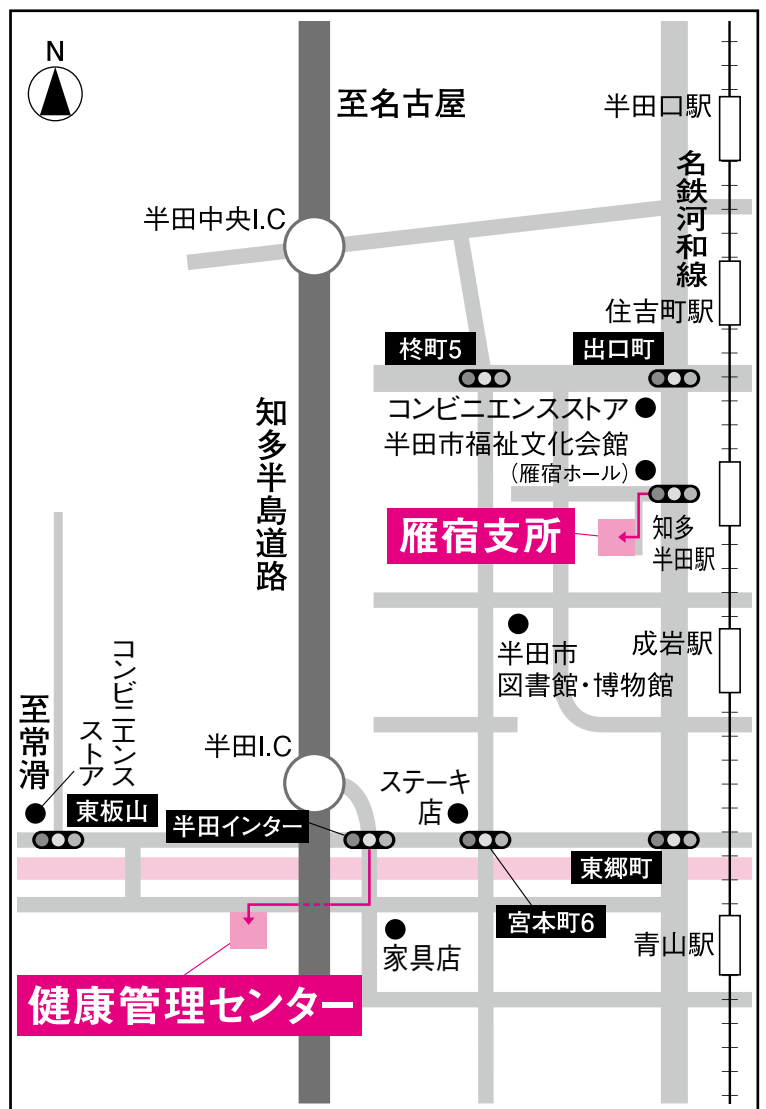 N
至名古屋
半田口駅
名鉄河和線
半田中央I.C
住吉町駅
柊町5
出口町
コンビニエンスストア
半田市福祉文化会館
(雁宿ホール)
知多半島道路
雁宿支所
知多
半田駅
半田市
図書館・博物館
成岩駅
コンビニエンス
ストア
至常滑
半田I.C
ステーキ
店
東板山
半田インター
東郷町
宮本町6
家具店
青山駅
健康管理センター